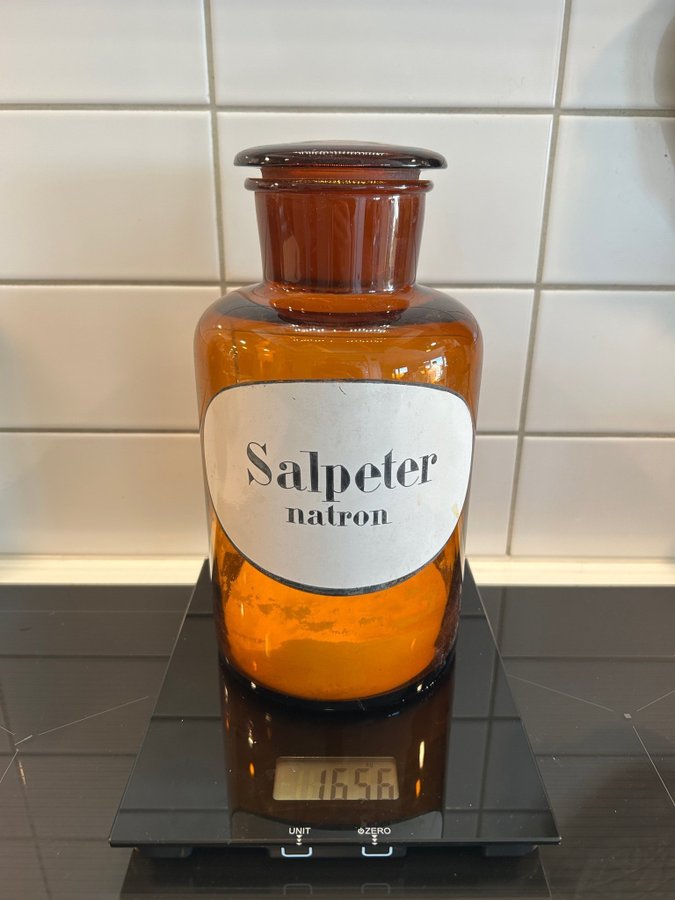 Salpeter
natron
1656
UNIT
ZERO